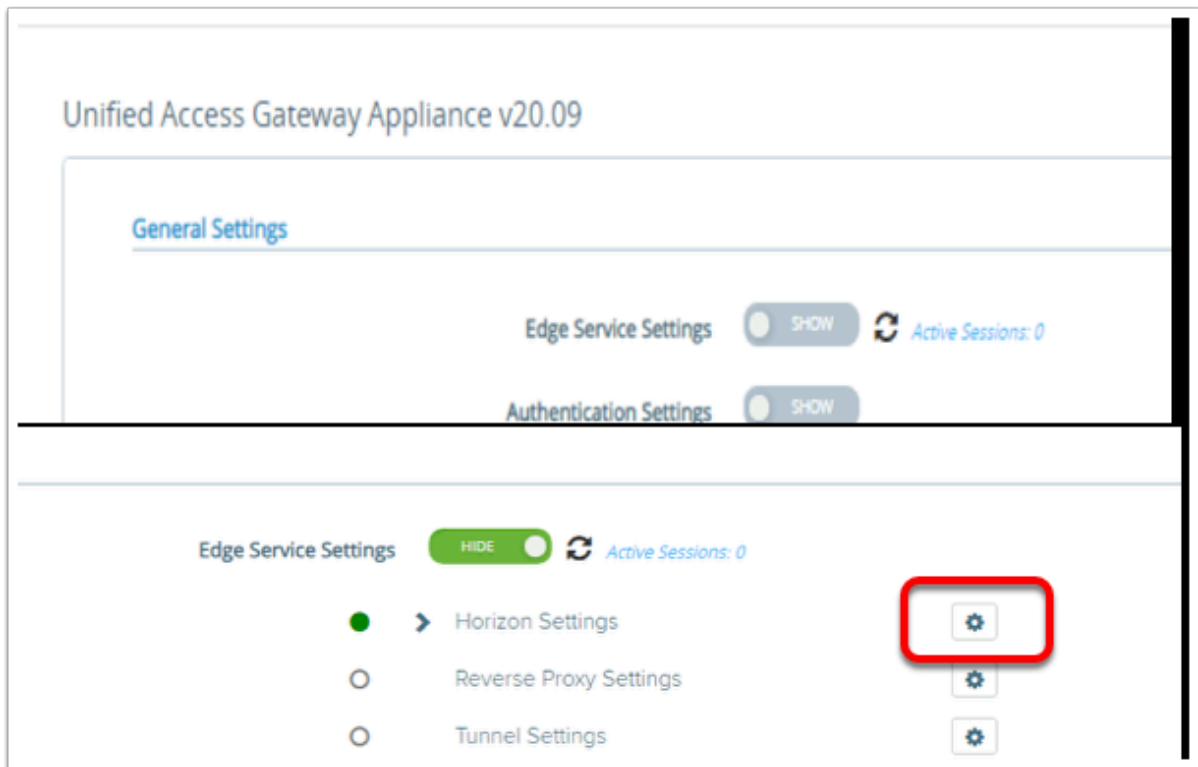 Unified Access Gateway Appliance v20.09
General Settings
Edge Service Settings SHOW Active Sessions: 0
Authentication Settings SHOW
Edge Service Settings HIDE Active Sessions: 0
Horizon Settings
Reverse Proxy Settings
Tunnel Settings